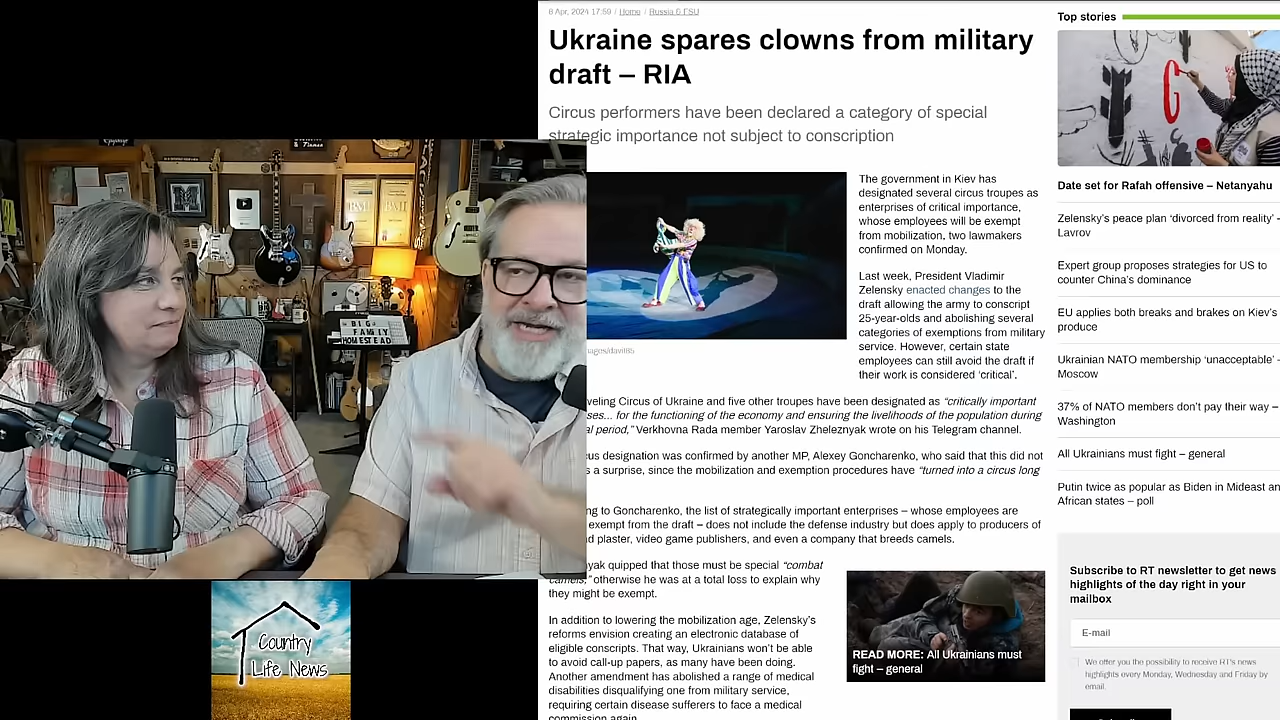 8 Apr, 2024 17:59 / Home / Russia & FSU
Ukraine spares clowns from military
draft – RIA
Circus performers have been declared a category of special
strategic importance not subject to conscription
The government in Kiev has
designated several circus troupes as
enterprises of critical importance,
whose employees will be exempt
from mobilization, two lawmakers
confirmed on Monday.
Last week, President Vladimir
Zelensky enacted changes to the
draft allowing the army to conscript
25-year-olds and abolishing several
categories of exemptions from military
service. However, certain state
employees can still avoid the draft if
their work is considered ‘critical’.
veling Circus of Ukraine and five other troupes have been designated as “critically important
ses... for the functioning of the economy and ensuring the livelihoods of the population during
al period,” Verkhovna Rada member Yaroslav Zheleznyak wrote on his Telegram channel.
us designation was confirmed by another MP, Alexey Goncharenko, who said that this did not
s a surprise, since the mobilization and exemption procedures have “turned into a circus long
ng to Goncharenko, the list of strategically important enterprises – whose employees are
exempt from the draft – does not include the defense industry but does apply to producers of
d plaster, video game publishers, and even a company that breeds camels.
yak quipped that those must be special “combat
camels,” otherwise he was at a total loss to explain why
they might be exempt.
In addition to lowering the mobilization age, Zelensky’s
reforms envision creating an electronic database of
eligible conscripts. That way, Ukrainians won’t be able
to avoid call-up papers, as many have been doing.
Another amendment has abolished a range of medical
disabilities disqualifying one from military service,
requiring certain disease sufferers to face a medical
commission again.
READ MORE: All Ukrainians must
fight – general
Top stories
Date set for Rafah offensive – Netanyahu
Zelensky’s peace plan ‘divorced from reality’ -
Lavrov
Expert group proposes strategies for US to
counter China’s dominance
EU applies both breaks and brakes on Kiev’s
produce
Ukrainian NATO membership ‘unacceptable’ -
Moscow
37% of NATO members don’t pay their way –
Washington
All Ukrainians must fight – general
Putin twice as popular as Biden in Mideast an
African states – poll
Subscribe to RT newsletter to get news
highlights of the day right in your
mailbox
E-mail
We offer you the possibility to receive RT's news
highlights every Monday, Wednesday and Friday by
email.
BIG
FAMILY
HOMESTEAD
BMI
Country
Life News